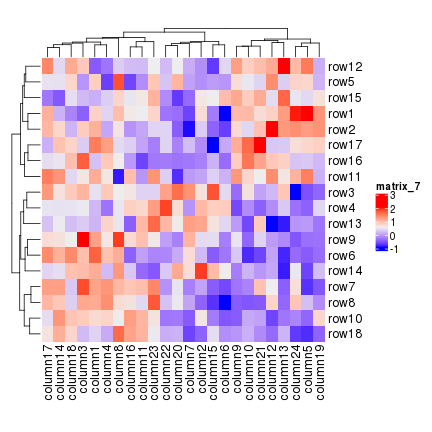 row12
row5
row15
row1
row2
row17
row16
row11
row3
row4
row13
row9
row6
row14
row7
row8
row10
row18
matrix_7
3
2
1
0
-1
column17
column14
column18
column3
column1
column4
column8
column16
column11
column23
column22
column20
column7
column2
column15
column6
column9
column10
column21
column12
column13
column24
column5
column19